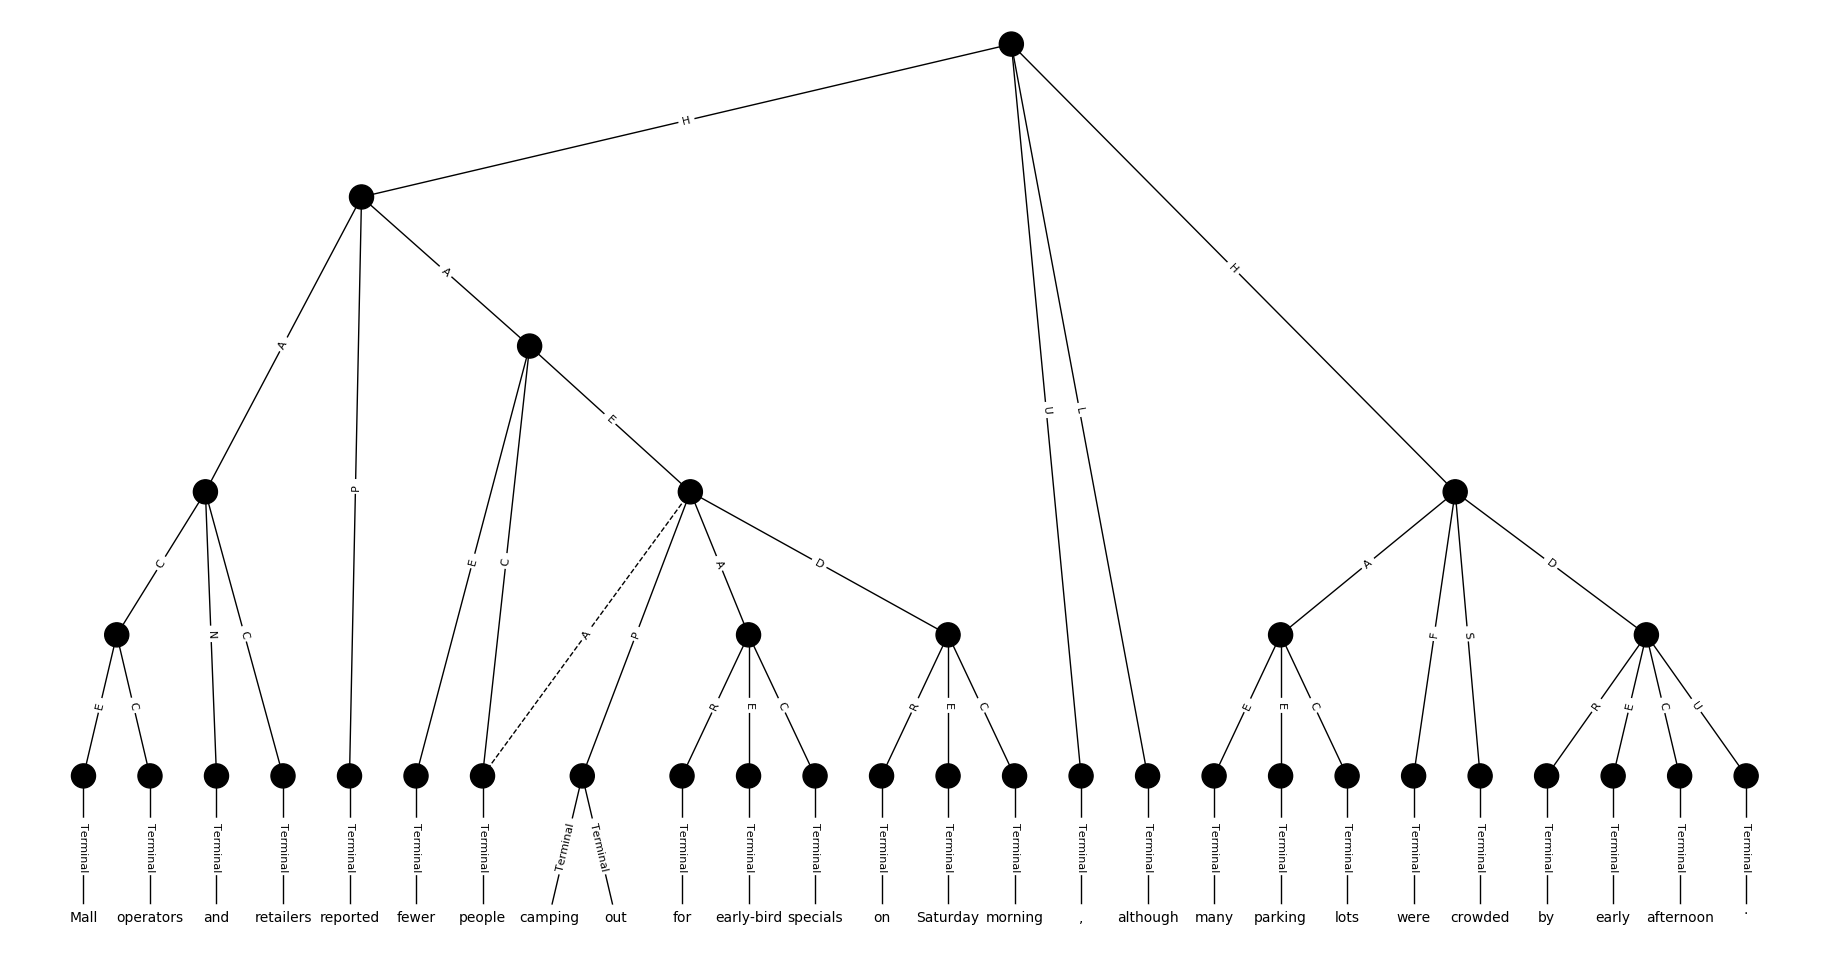 H
A
A
A
P
E
U
L
H
C
N
C
E
C
A
P
A
D
A
F
S
D
E
C
R
E
C
R
E
C
E
E
C
R
E
C
U
Terminal Terminal Terminal Terminal Terminal Terminal Terminal Terminal Terminal Terminal Terminal Terminal Terminal Terminal Terminal Terminal Terminal Terminal Terminal Terminal Terminal Terminal Terminal Terminal Terminal Terminal
Mall operators and retailers reported fewer people camping out for early-bird specials on Saturday morning , although many parking lots were crowded by early afternoon .